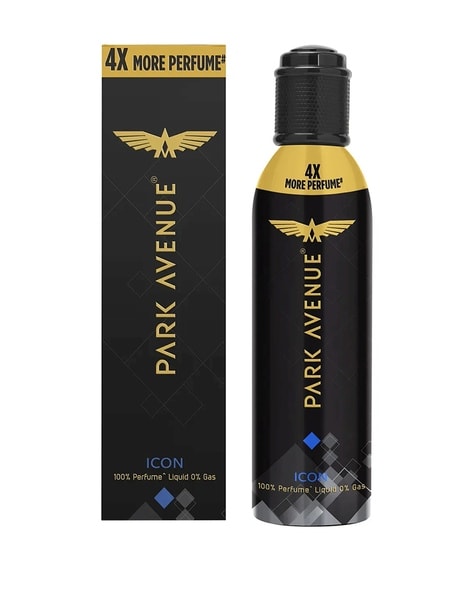 4X MORE PERFUME#
PARK AVENUE®
ICON
100% Perfume^ Liquid 0% Gas
4X
MORE PERFUME#
PARK AVENUE®
ICON
100% Perfume^ Liquid 0% Gas